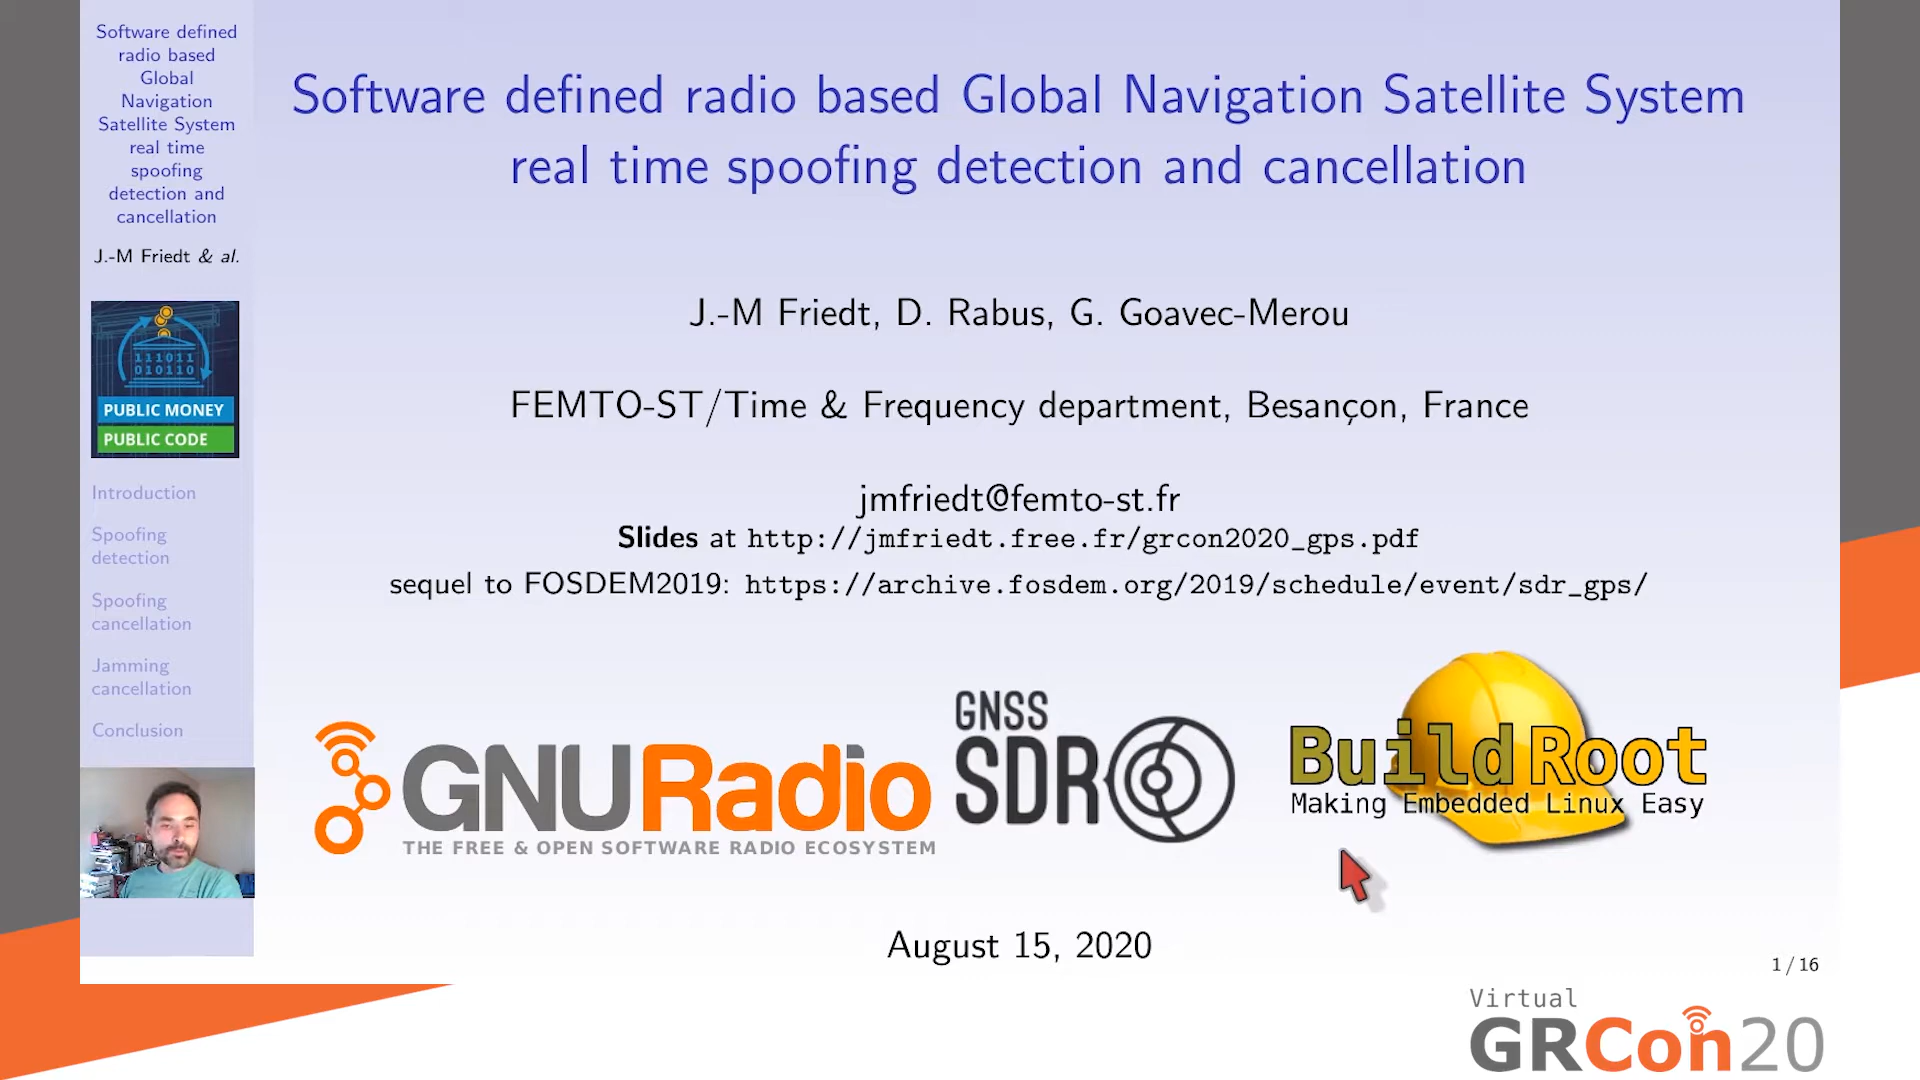 Software defined
radio based
Global
Navigation
Satellite System
real time
spoofing
detection and
cancellation
J.-M Friedt & al.
111011
010110
PUBLIC MONEY
PUBLIC CODE
Introduction
Spoofing
detection
Spoofing
cancellation
Jamming
cancellation
Conclusion
Software defined radio based Global Navigation Satellite System
real time spoofing detection and cancellation
J.-M Friedt, D. Rabus, G. Goavec-Merou
FEMTO-ST/Time & Frequency department, Besançon, France
jmfriedt@femto-st.fr
Slides at http://jmfriedt.free.fr/grcon2020_gps.pdf
sequel to FOSDEM2019: https://archive.fosdem.org/2019/schedule/event/sdr_gps/
GNURadio
THE FREE & OPEN SOFTWARE RADIO ECOSYSTEM
GNSS
SDR
BuildRoot
Making Embedded Linux Easy
August 15, 2020
1 / 16
Virtual
GRCon20